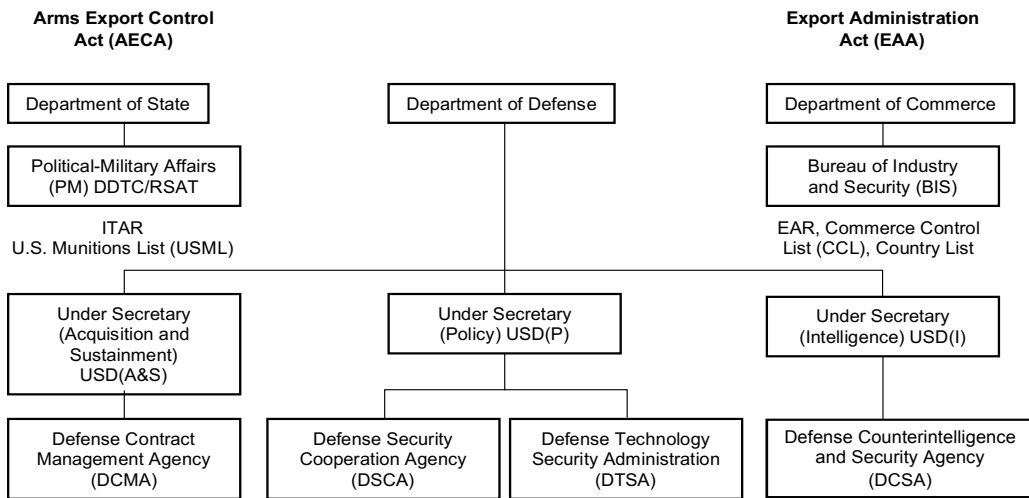 Arms Export Control
Act (AECA)
Export Administration
Act (EAA)
Department of State
Department of Defense
Department of Commerce
Political-Military Affairs
(PM) DDTC/RSAT
Bureau of Industry
and Security (BIS)
ITAR
U.S. Munitions List (USML)
EAR, Commerce Control
List (CCL), Country List
Under Secretary
(Acquisition and
Sustainment)
USD(A&S)
Under Secretary
(Policy) USD(P)
Under Secretary
(Intelligence) USD(I)
Defense Contract
Management Agency
(DCMA)
Defense Security
Cooperation Agency
(DSCA)
Defense Technology
Security Administration
(DTSA)
Defense Counterintelligence
and Security Agency
(DCSA)